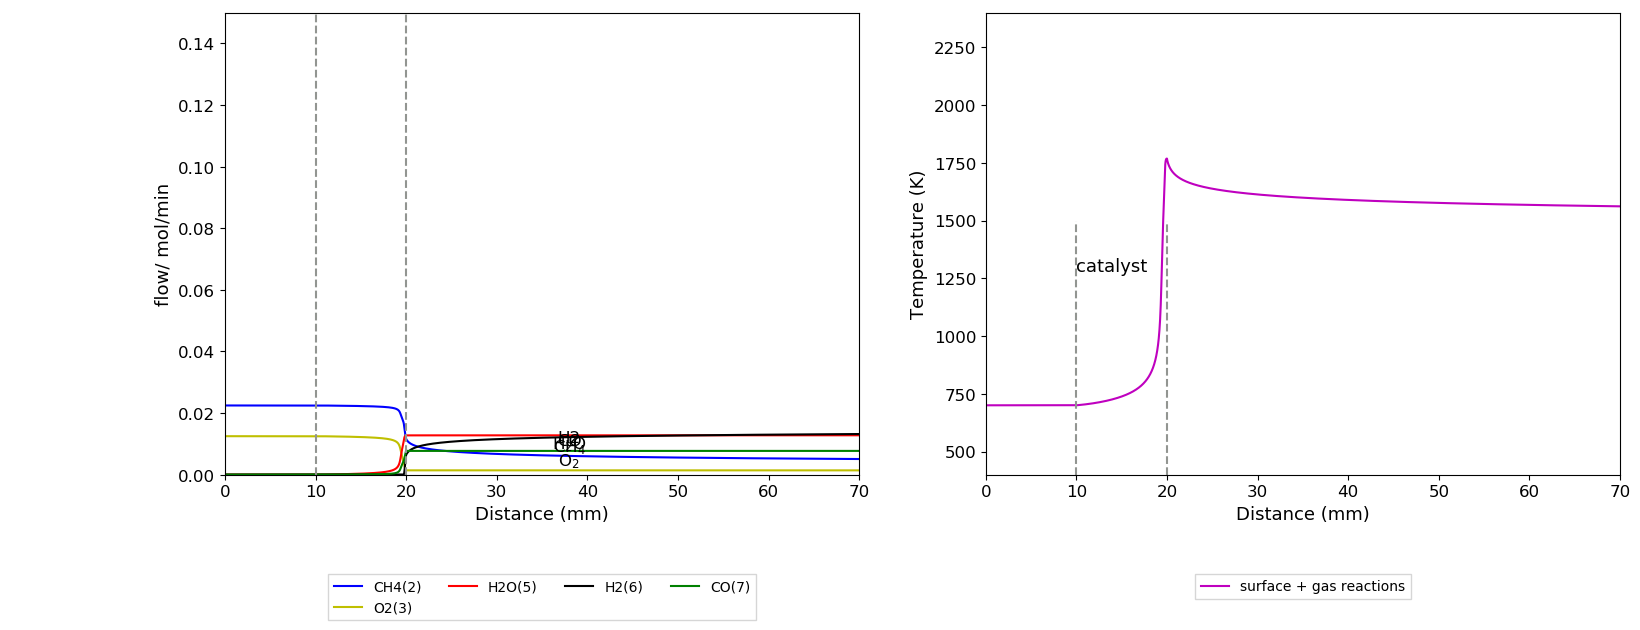 0.14
0.12
0.10
0.08
0.06
0.04
0.02
0.00
flow/ mol/min
0 10 20 30 40 50 60 70
Distance (mm)
H2
O₂
CH4(2) H2O(5) H2(6) CO(7)
O2(3)
2250
2000
1750
1500
1250
1000
750
500
Temperature (K)
catalyst
0 10 20 30 40 50 60 70
Distance (mm)
surface + gas reactions